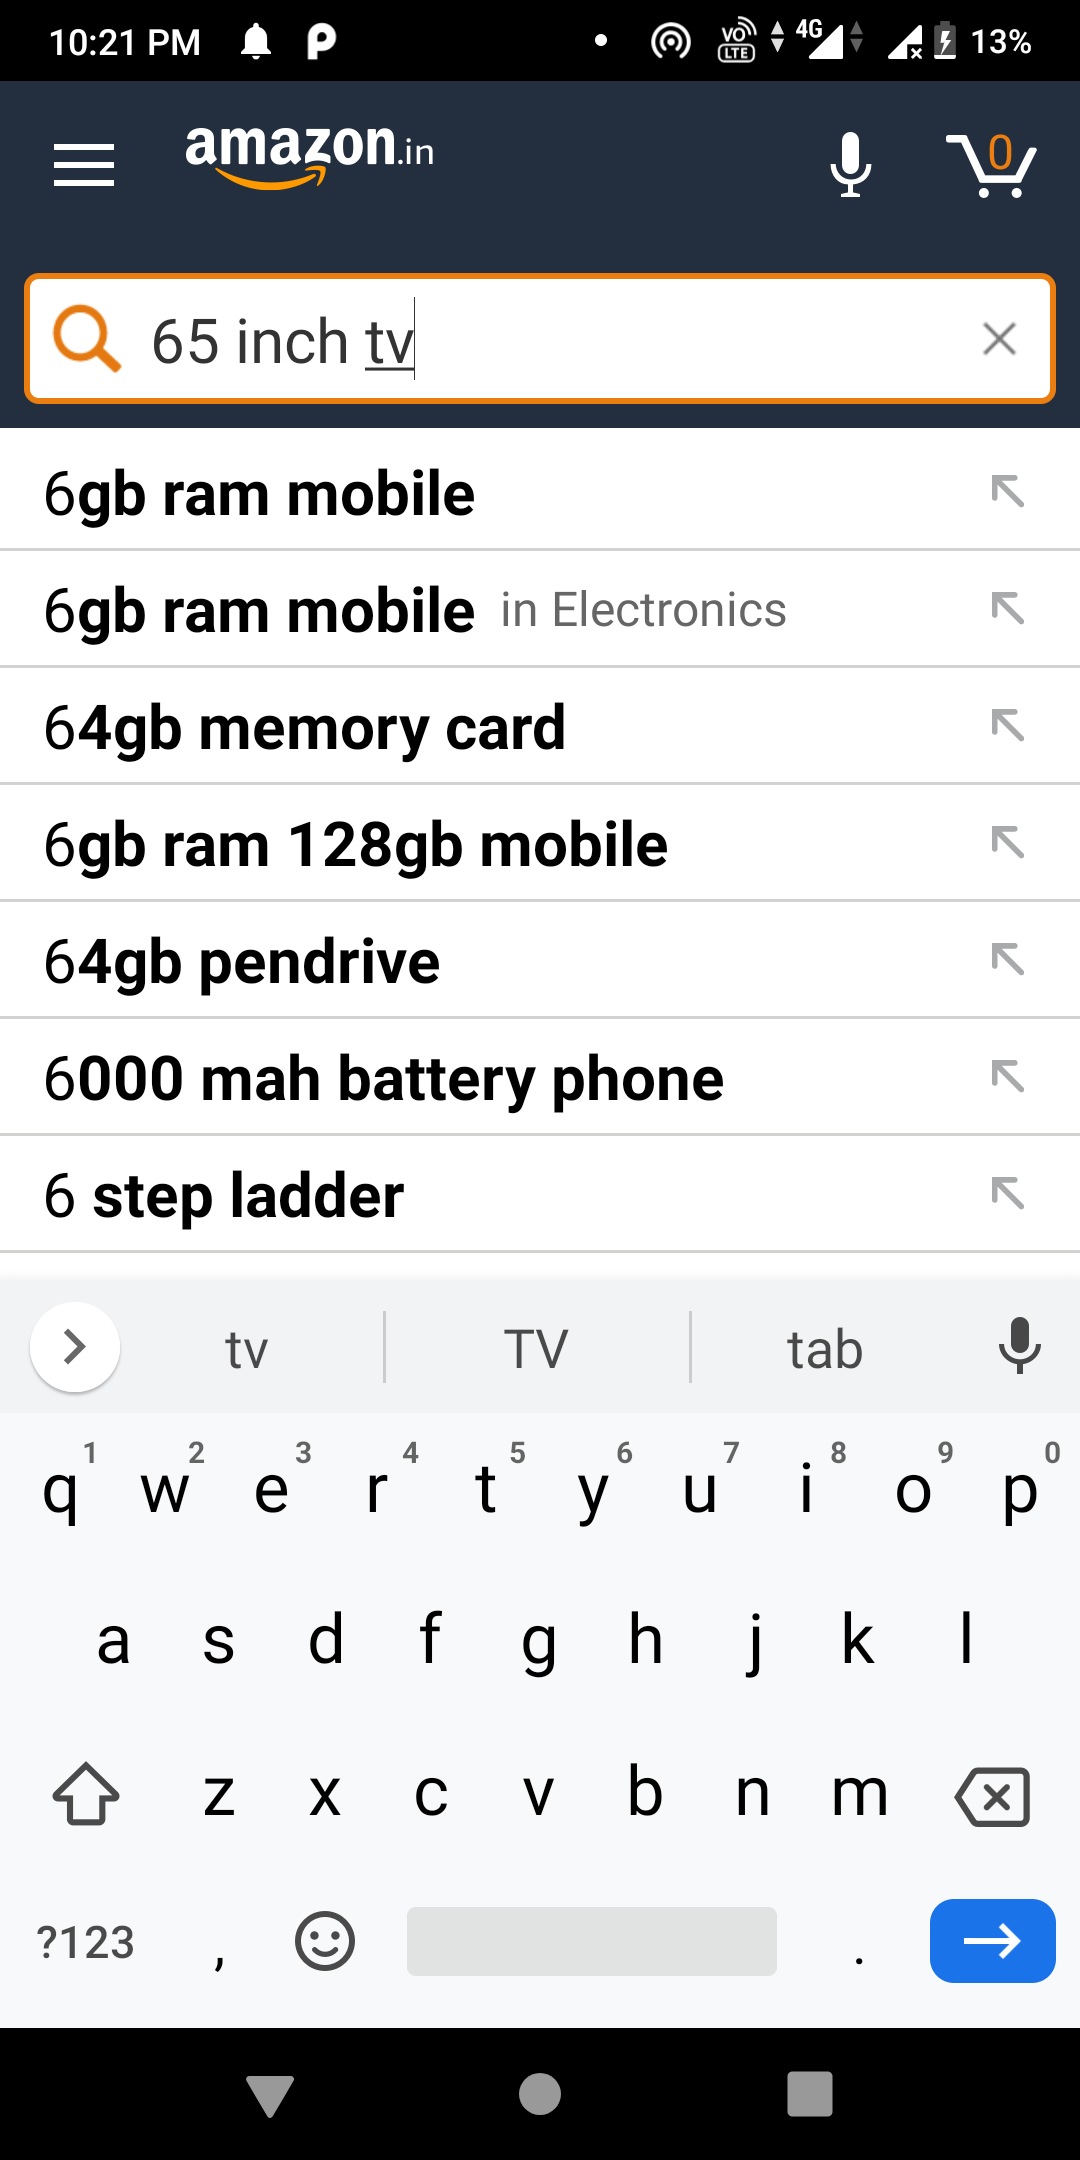 10:21 PM VO LTE 4G 13%
amazon.in 0
65 inch tv
6gb ram mobile
6gb ram mobile in Electronics
64gb memory card
6gb ram 128gb mobile
64gb pendrive
6000 mah battery phone
6 step ladder
tv TV tab
1 2 3 4 5 6 7 8 9 0
q w e r t y u i o p
a s d f g h j k l
z x c v b n m
?123 , .